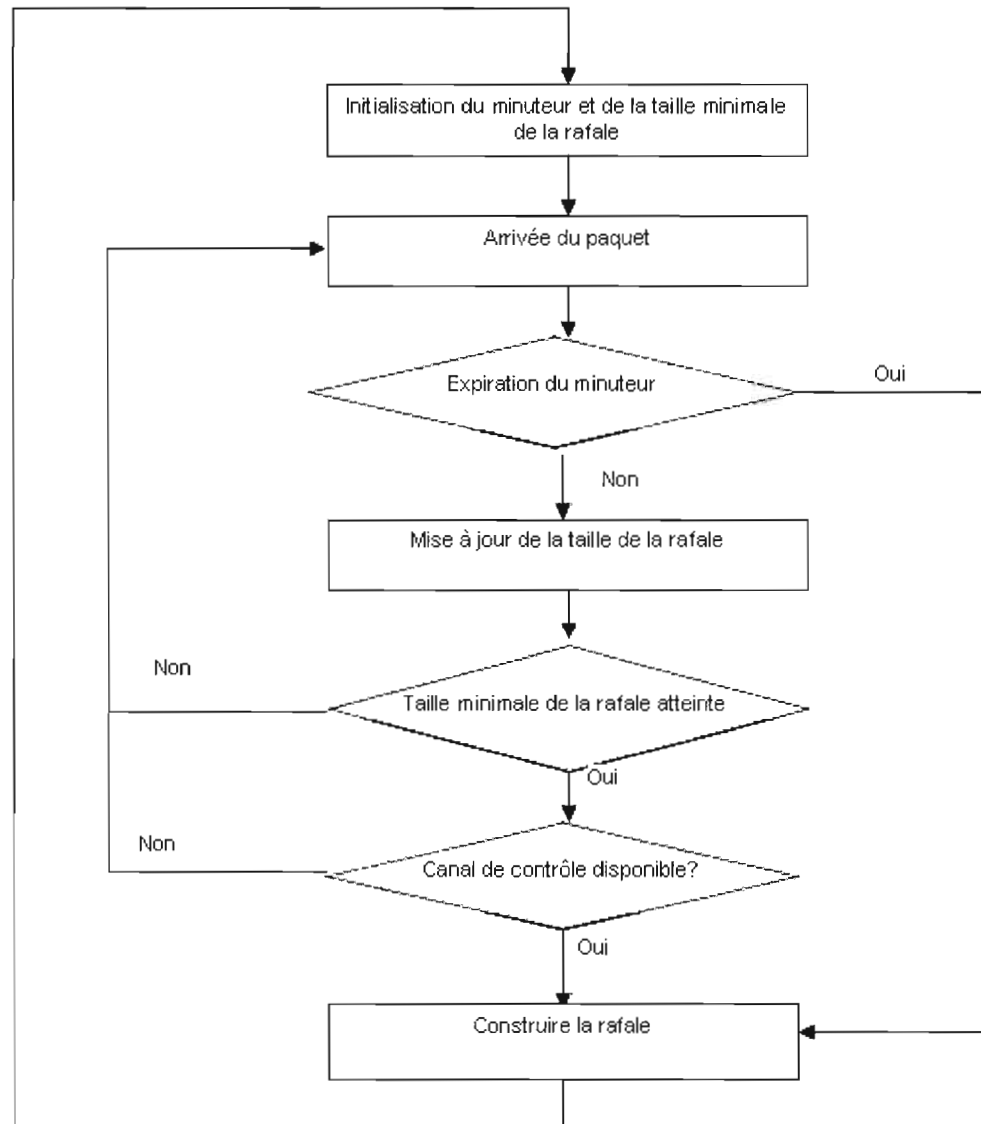 Initialisation du minuteur et de la taille minimale
de la rafale
Arrivée du paquet
Expiration du minuteur
Oui
Non
Mise à jour de la taille de la rafale
Non
Taille minimale de la rafale atteinte
Oui
Non
Canal de contrôle disponible?
Oui
Construire la rafale